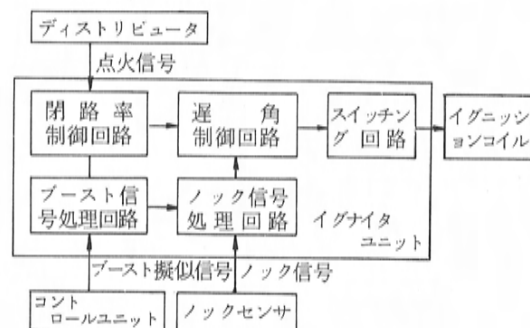 ディストリビュータ
点火信号
閉路率
制御回路
遅角
制御回路
スイッチン
グ回路
イグニッシ
ョンコイル
ブースト信
号処理回路
ノック信号
処理回路
イグナイタ
ユニット
ブースト擬似信号
ノック信号
コント
ロールユニット
ノックセンサ